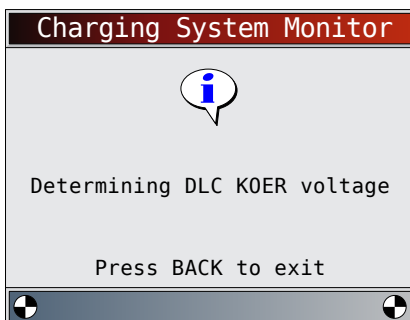 Charging System Monitor
i
Determining DLC KOER voltage
Press BACK to exit